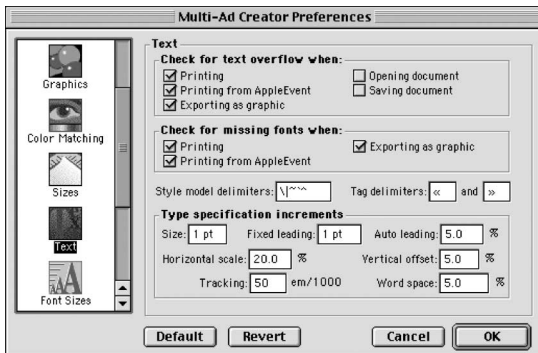 Multi-Ad Creator Preferences
Graphics
Color Matching
Sizes
Text
Font Sizes
Text
Check for text overflow when:
Printing
Opening document
Printing from AppleEvent
Saving document
Exporting as graphic
Check for missing fonts when:
Printing
Exporting as graphic
Printing from AppleEvent
Style model delimiters: \|~`^ Tag delimiters: « and »
Type specification increments
Size: 1 pt Fixed leading: 1 pt Auto leading: 5.0 %
Horizontal scale: 20.0 % Vertical offset: 5.0 %
Tracking: 50 em/1000 Word space: 5.0 %
Default Revert Cancel OK